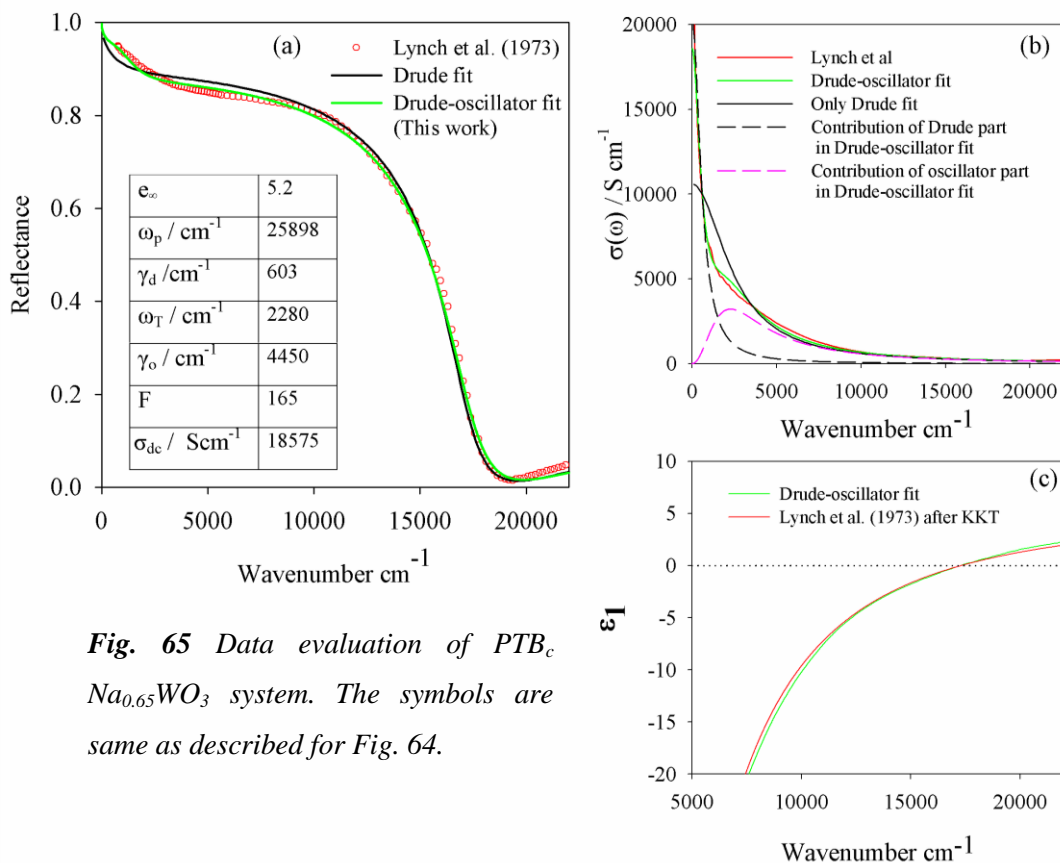 (a)
Lynch et al. (1973)
Drude fit
Drude-oscillator fit
(This work)
1.0
0.8
0.6
0.4
0.2
0.0
Reflectance
e∞ 5.2
ωp / cm-1 25898
γd /cm-1 603
ωT / cm-1 2280
γo / cm-1 4450
F 165
σdc / Scm-1 18575
0 5000 10000 15000 20000
Wavenumber cm-1
(b)
Lynch et al
Drude-oscillator fit
Only Drude fit
Contribution of Drude part
in Drude-oscillator fit
Contribution of oscillator part
in Drude-oscillator fit
20000
15000
10000
5000
0
σ(ω) / S cm-1
0 5000 10000 15000 20000
Wavenumber cm-1
(c)
Drude-oscillator fit
Lynch et al. (1973) after KKT
10
5
0
-5
-10
-15
-20
ε1
5000 10000 15000 20000
Wavenumber cm-1
Fig. 65 Data evaluation of PTBc
Na0.65WO3 system. The symbols are
same as described for Fig. 64.